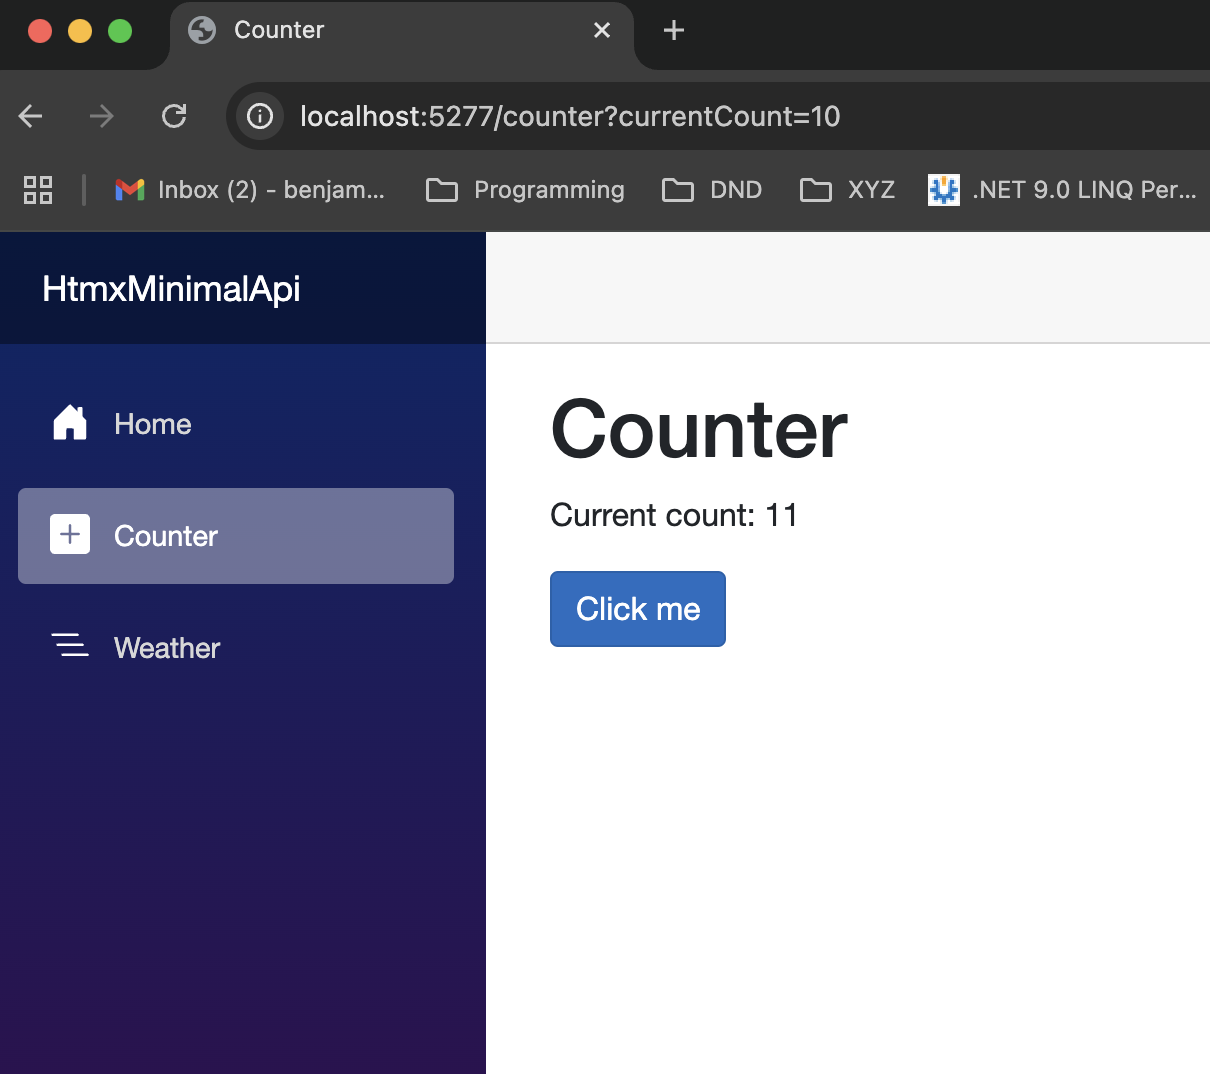 Counter
localhost:5277/counter?currentCount=10
Inbox (2) - benjam... Programming DND XYZ .NET 9.0 LINQ Per...
HtmxMinimalApi
Home
Counter
Weather
Counter
Current count: 11
Click me